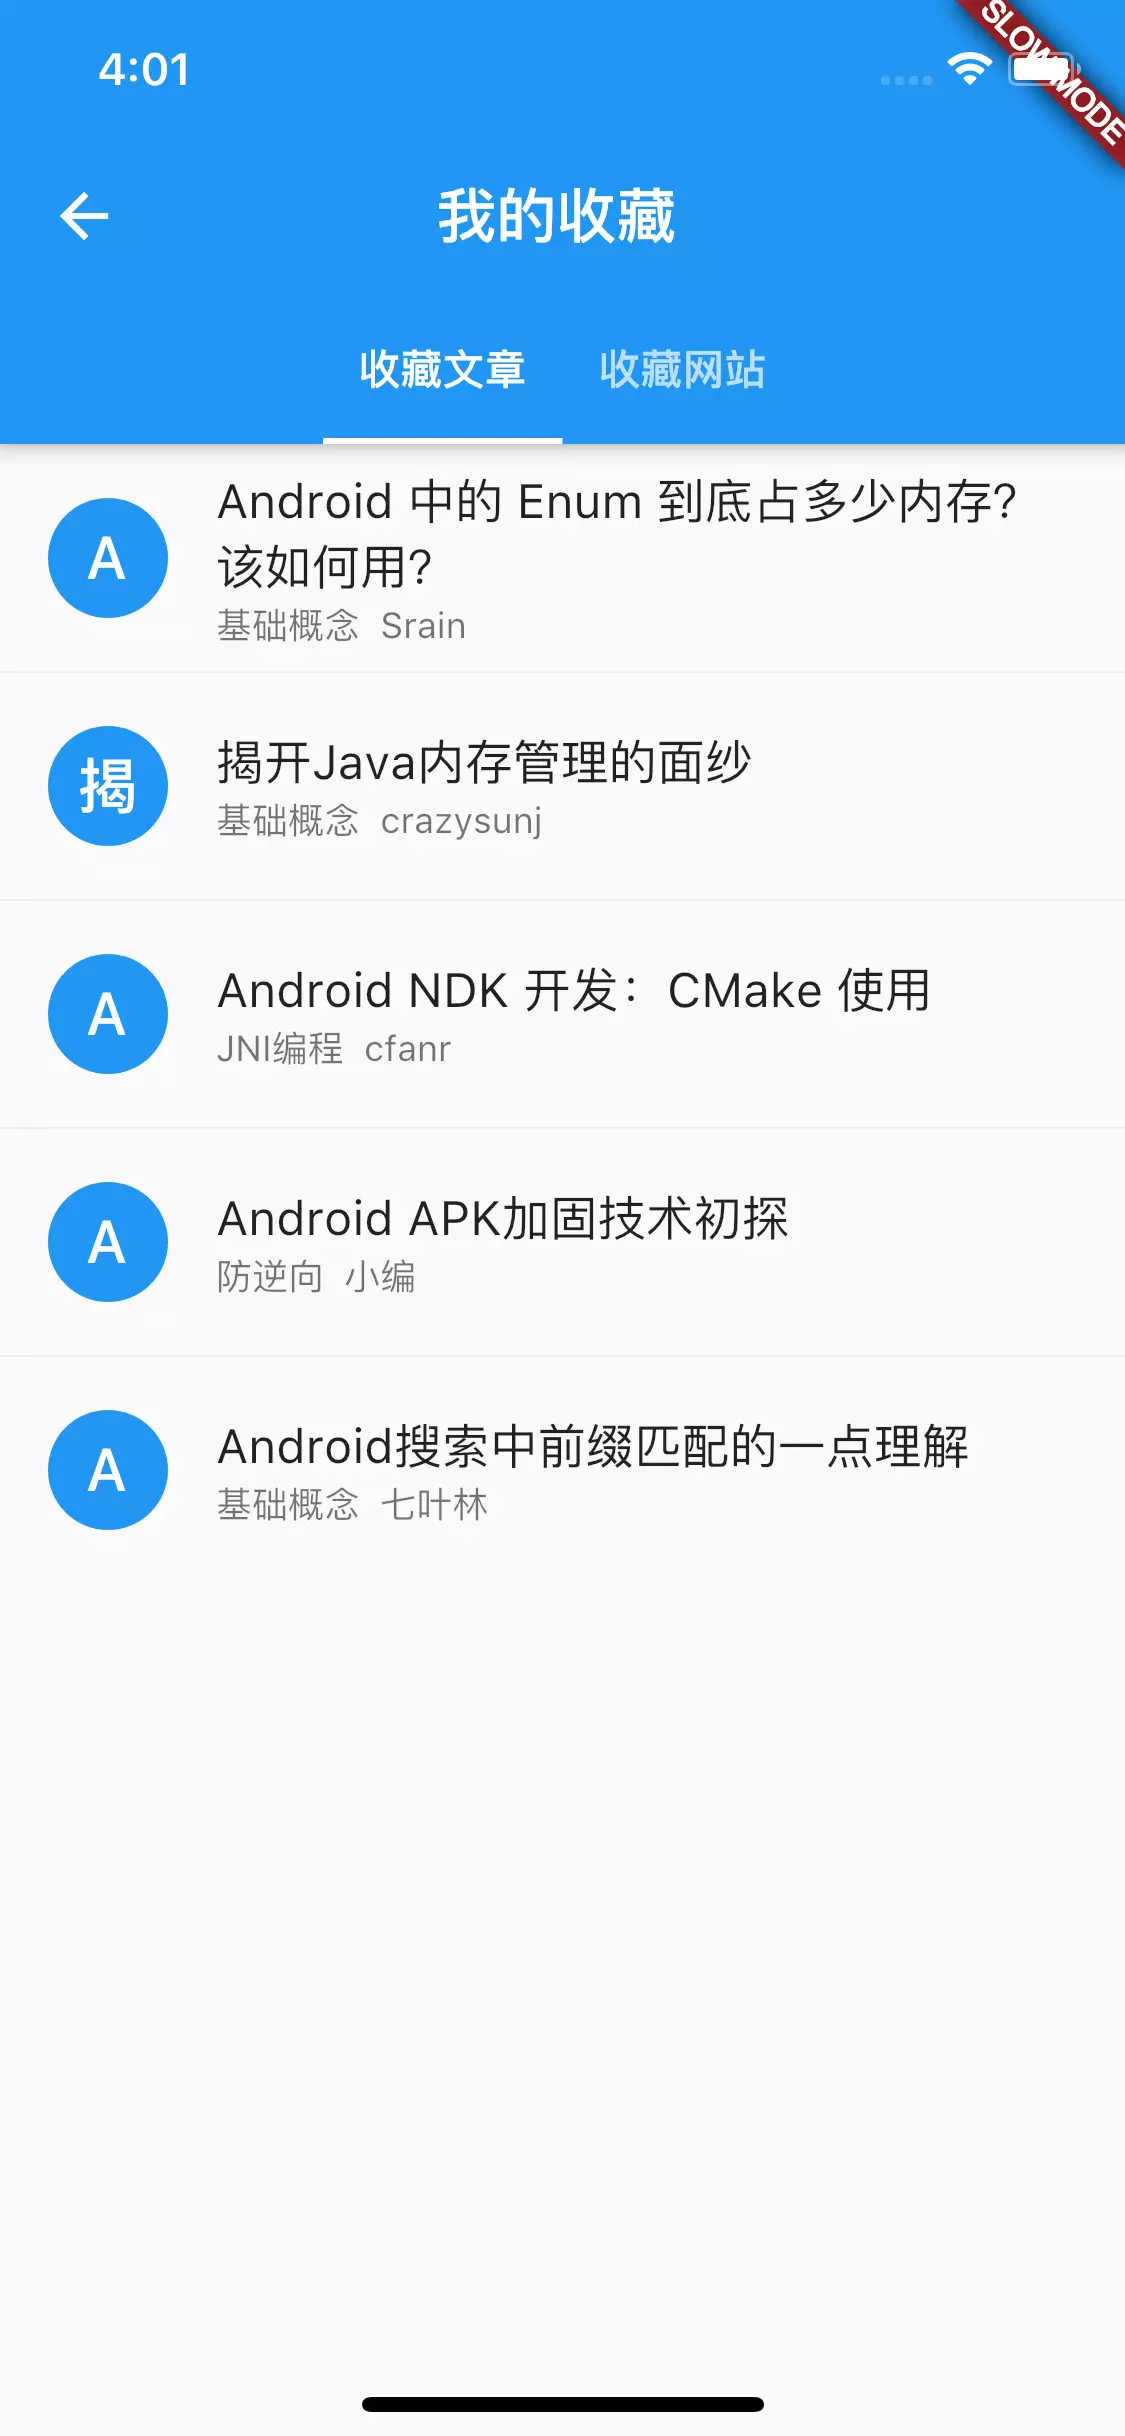 4:01
SLOW MODE
我的收藏
收藏文章
收藏网站
A
Android 中的 Enum 到底占多少内存?
该如何用?
基础概念 Srain
揭
揭开Java内存管理的面纱
基础概念 crazysunj
A
Android NDK 开发：CMake 使用
JNI编程 cfanr
A
Android APK加固技术初探
防逆向 小编
A
Android搜索中前缀匹配的一点理解
基础概念 七叶林